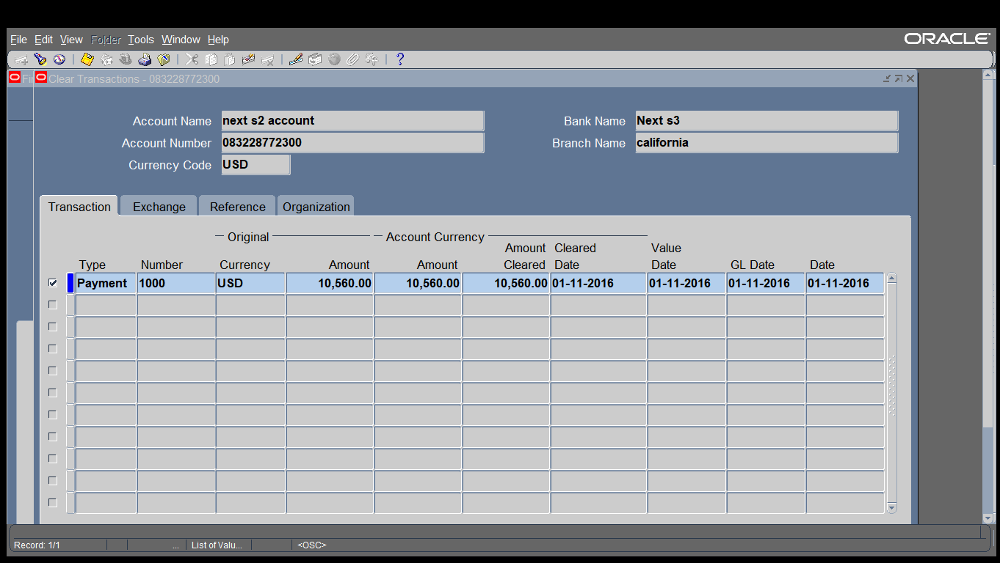 File Edit View Folder Tools Window Help ORACLE
Fi Clear Transactions - 083228772300
Account Name next s2 account Bank Name Next s3
Account Number 083228772300 Branch Name california
Currency Code USD
Transaction Exchange Reference Organization
Original Account Currency
Amount Cleared Value
Type Number Currency Amount Amount Cleared Date Date GL Date Date
Payment 1000 USD 10,560.00 10,560.00 10,560.00 01-11-2016 01-11-2016 01-11-2016 01-11-2016
Record: 1/1 ... List of Valu... <OSC>